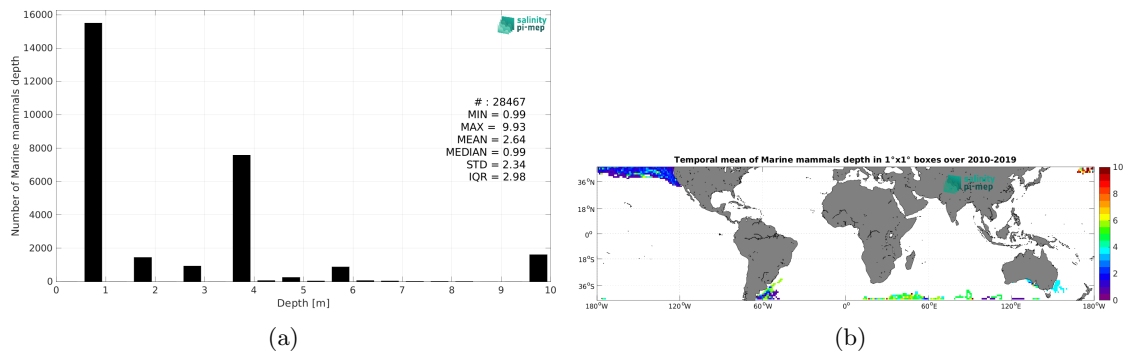 salinity
pi-mep
16000
14000
12000
10000
8000
6000
4000
2000
0
Number of Marine mammals depth
# : 28467
MIN = 0.99
MAX = 9.93
MEAN = 2.64
MEDIAN = 0.99
STD = 2.34
IQR = 2.98
0 1 2 3 4 5 6 7 8 9 10
Depth [m]
(a)
Temporal mean of Marine mammals depth in 1°x1° boxes over 2010-2019
salinity
pi-mep
36°N
18°N
0°
18°S
36°S
180°W 120°W 60°W 0° 60°E 120°E 180°E
10
8
6
4
2
0
(b)